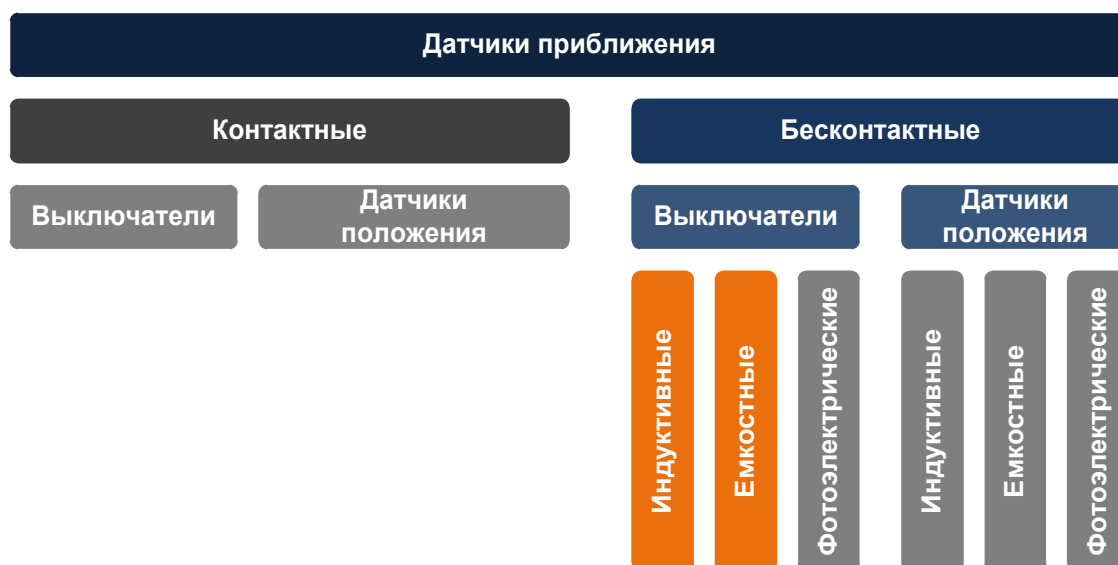 Датчики приближения
Контактные
Бесконтактные
Выключатели
Датчики
положения
Выключатели
Датчики
положения
Индуктивные
Емкостные
Фотоэлектрические
Индуктивные
Емкостные
Фотоэлектрические